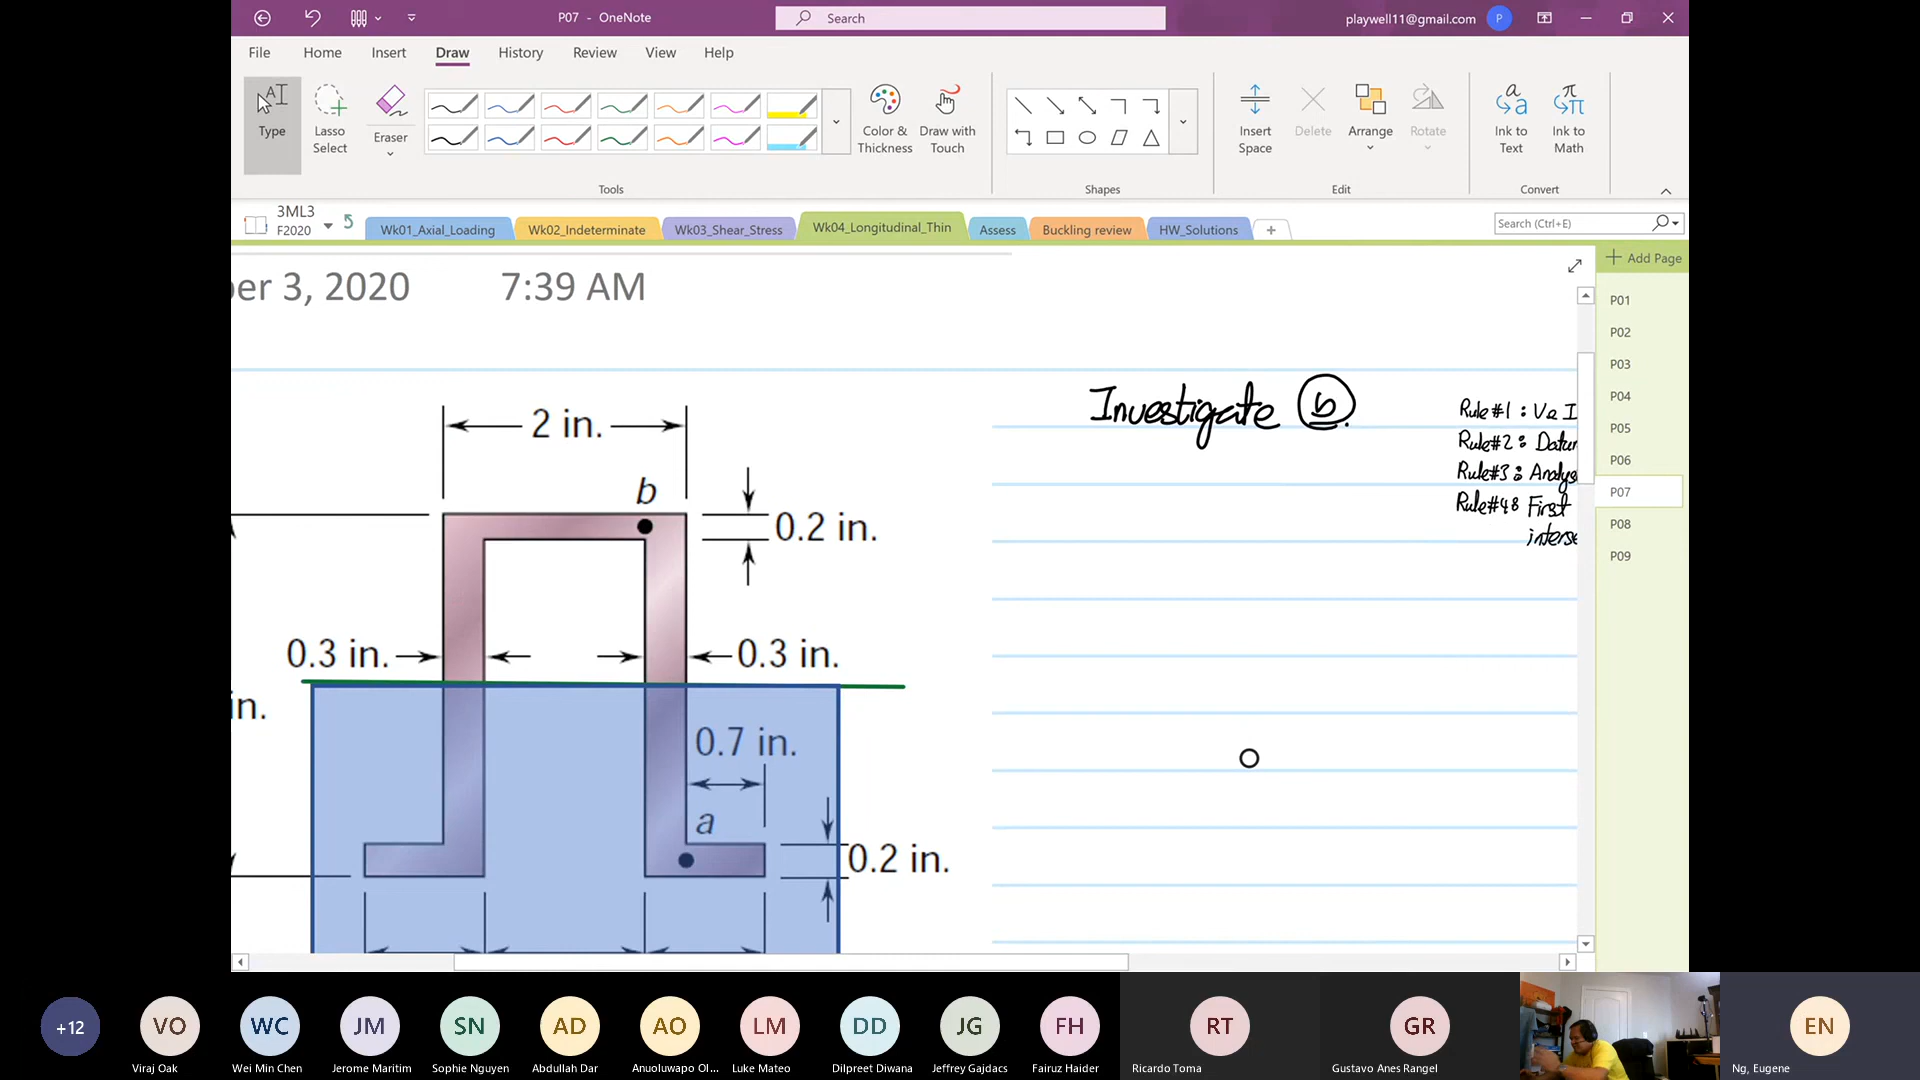 P07 - OneNote
Search
playwell11@gmail.com
P
File Home Insert Draw History Review View Help
Type
Lasso Select
Eraser
Color & Thickness
Draw with Touch
Insert Space
Delete
Arrange
Rotate
Ink to Text
Ink to Math
Tools
Shapes
Edit
Convert
3ML3
F2020
Wk01_Axial_Loading
Wk02_Indeterminate
Wk03_Shear_Stress
Wk04_Longitudinal_Thin
Assess
Buckling review
HW_Solutions
Search (Ctrl+E)
Add Page
P01
P02
P03
P04
P05
P06
P07
P08
P09
er 3, 2020 7:39 AM
2 in.
b
0.2 in.
0.3 in.
0.3 in.
in.
0.7 in.
a
0.2 in.
Investigate b.
Rule#1 : Ve I
Rule#2 : Datu
Rule#3 : Analys
Rule#4: First
inters
+12
VO
WC
JM
SN
AD
AO
LM
DD
JG
FH
RT
GR
EN
Viraj Oak
Wei Min Chen
Jerome Maritim
Sophie Nguyen
Abdullah Dar
Anuoluwapo Ol...
Luke Mateo
Dilpreet Diwana
Jeffrey Gajdacs
Fairuz Haider
Ricardo Toma
Gustavo Anes Rangel
Ng, Eugene